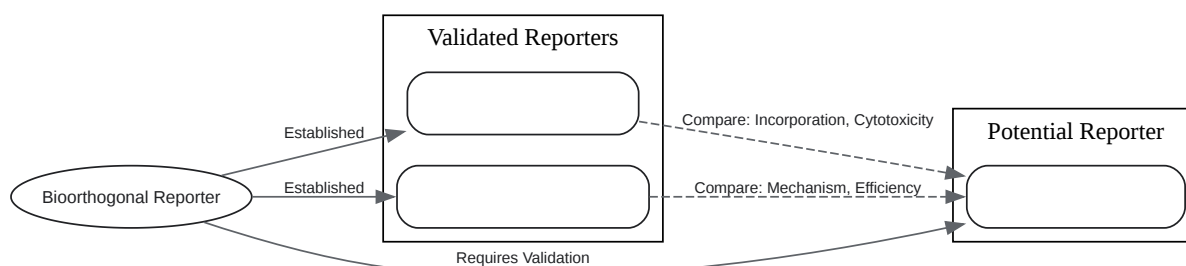 Validated Reporters
Established
Compare: Incorporation, Cytotoxicity
Potential Reporter
Bioorthogonal Reporter
Established
Compare: Mechanism, Efficiency
Requires Validation